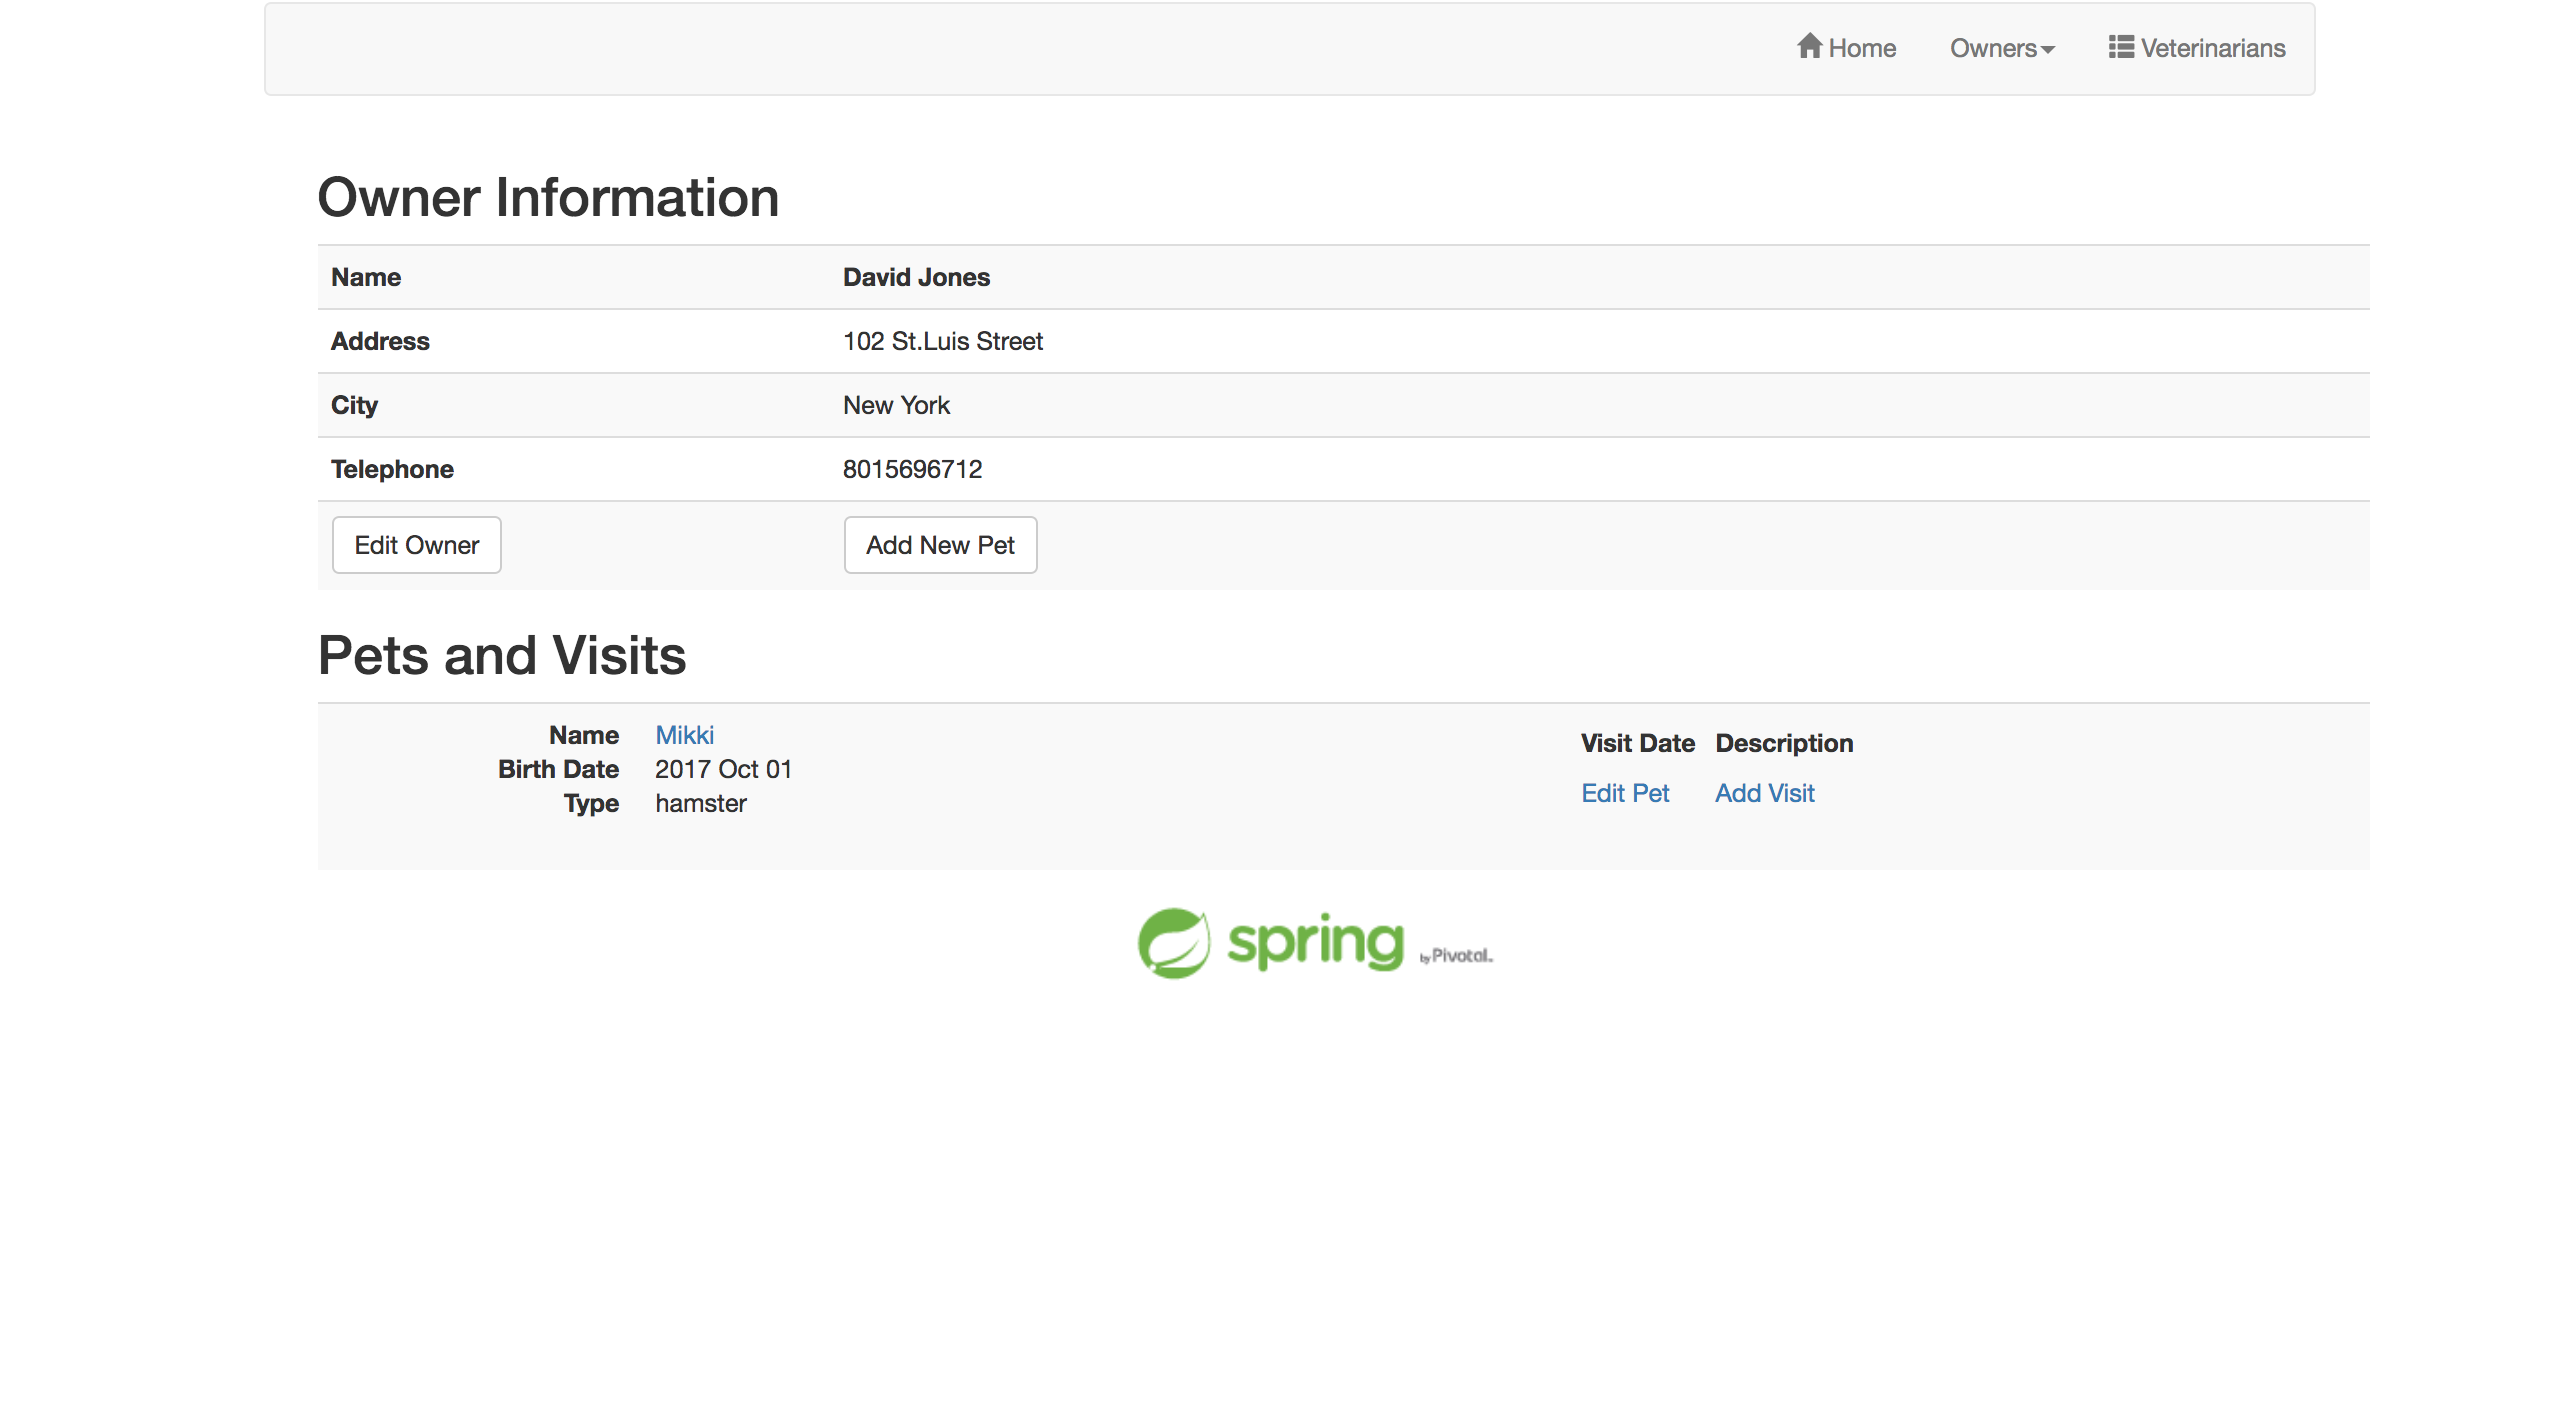 Home Owners Veterinarians
Owner Information
Name David Jones
Address 102 St.Luis Street
City New York
Telephone 8015696712
Edit Owner Add New Pet
Pets and Visits
Name Mikki
Birth Date 2017 Oct 01
Type hamster
Visit Date Description
Edit Pet Add Visit
spring by Pivotal.